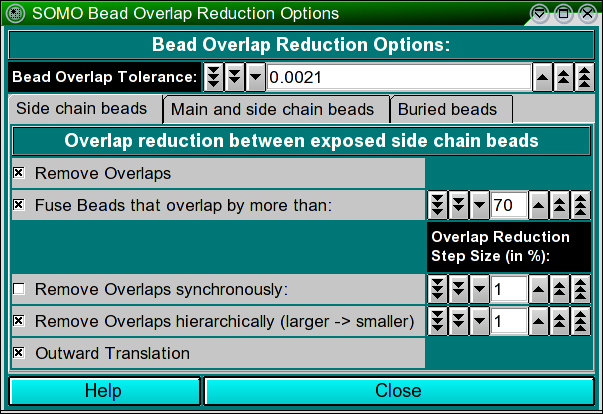 SOMO Bead Overlap Reduction Options
Bead Overlap Reduction Options:
Bead Overlap Tolerance: 0.0021
Side chain beads Main and side chain beads Buried beads
Overlap reduction between exposed side chain beads
Remove Overlaps
Fuse Beads that overlap by more than: 70
Overlap Reduction
Step Size (in %):
Remove Overlaps synchronously: 1
Remove Overlaps hierarchically (larger -> smaller) 1
Outward Translation
Help Close